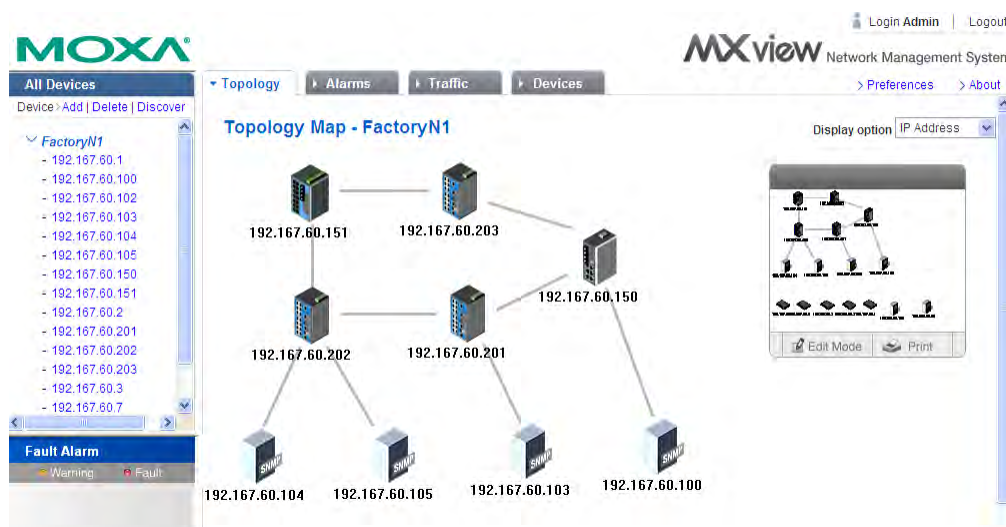 Login Admin | Logout
MOXA
MXview Network Management System
All Devices
Topology
Alarms
Traffic
Devices
> Preferences
> About
Device > Add | Delete | Discover
Topology Map - FactoryN1
Display option
IP Address
FactoryN1
- 192.167.60.1
- 192.167.60.100
- 192.167.60.102
- 192.167.60.103
- 192.167.60.104
- 192.167.60.105
- 192.167.60.150
- 192.167.60.151
- 192.167.60.2
- 192.167.60.201
- 192.167.60.202
- 192.167.60.203
- 192.167.60.3
- 192.167.60.7
192.167.60.151
192.167.60.203
192.167.60.150
192.167.60.202
192.167.60.201
Edit Mode
Print
SNMP
SNMP
SNMP
SNMP
192.167.60.104
192.167.60.105
192.167.60.103
192.167.60.100
Fault Alarm
Warning
Fault